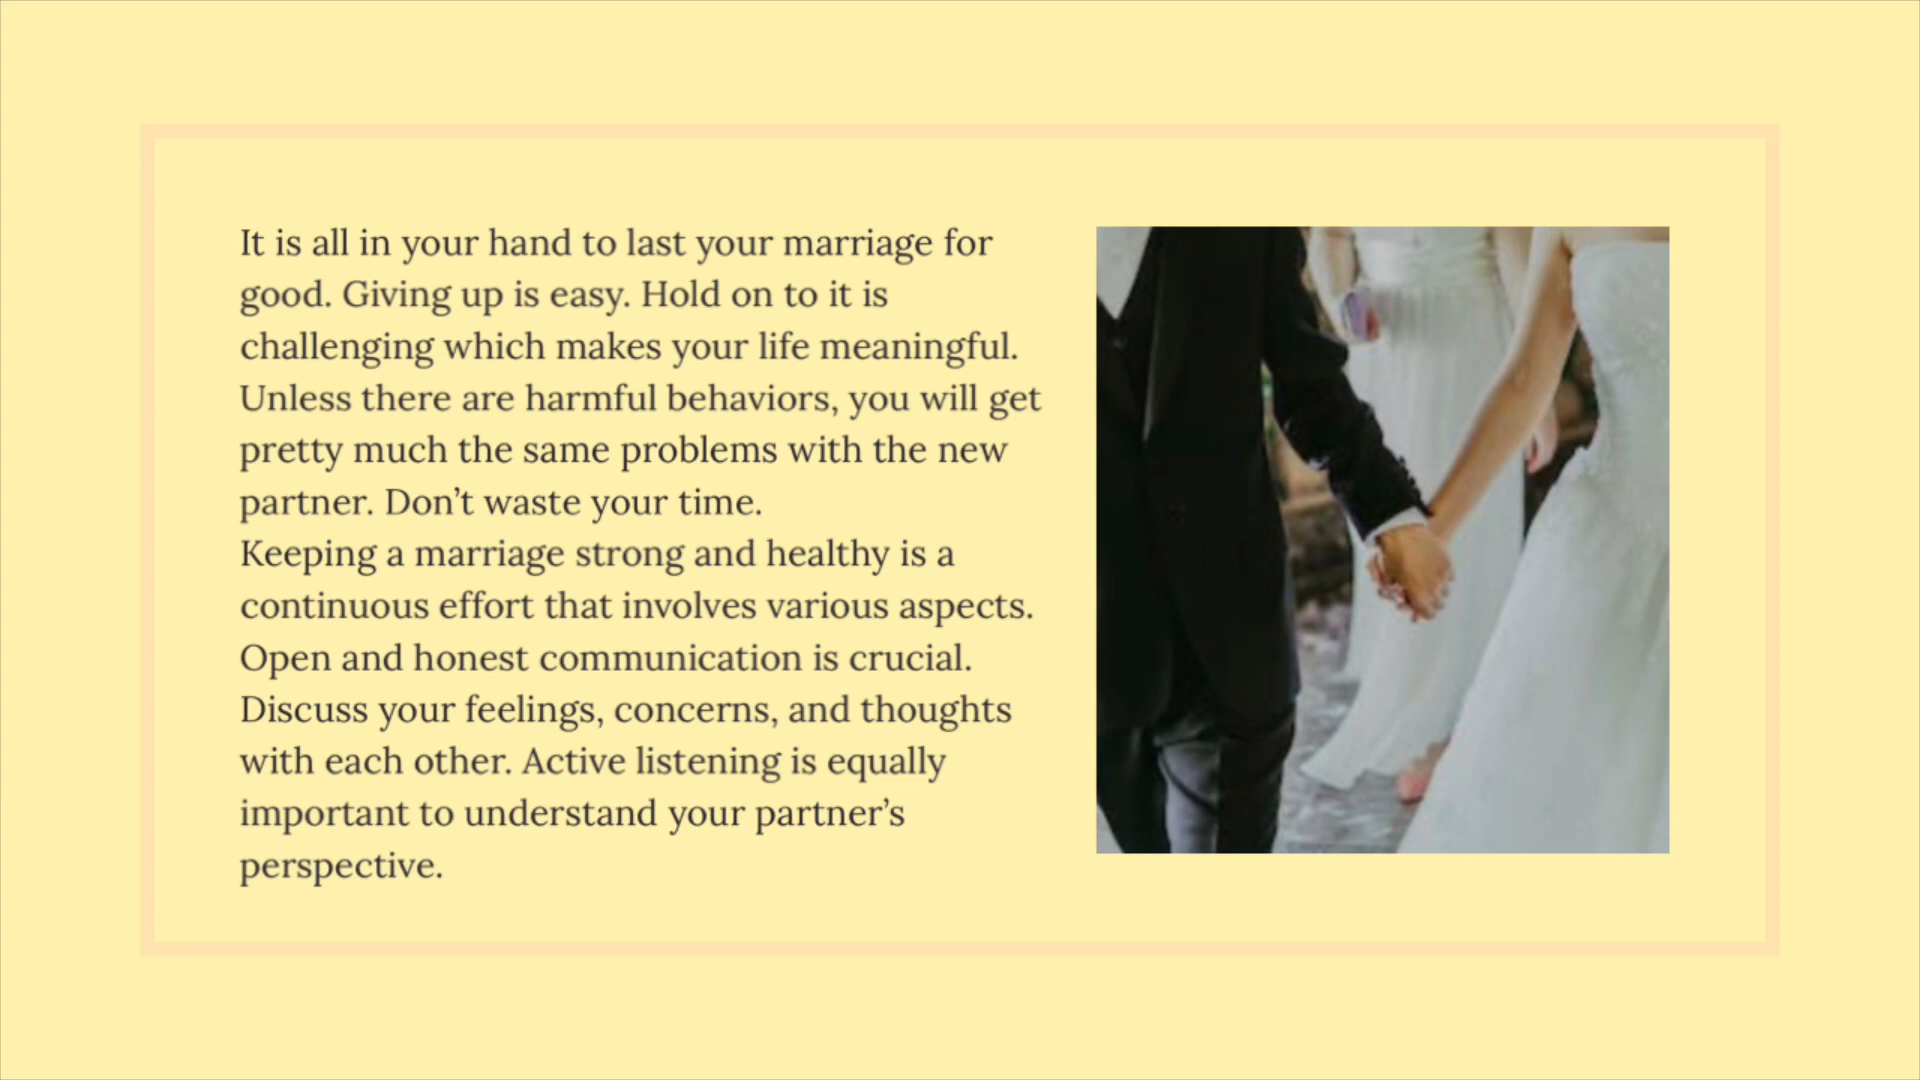 It is all in your hand to last your marriage for
good. Giving up is easy. Hold on to it is
challenging which makes your life meaningful.
Unless there are harmful behaviors, you will get
pretty much the same problems with the new
partner. Don’t waste your time.
Keeping a marriage strong and healthy is a
continuous effort that involves various aspects.
Open and honest communication is crucial.
Discuss your feelings, concerns, and thoughts
with each other. Active listening is equally
important to understand your partner’s
perspective.